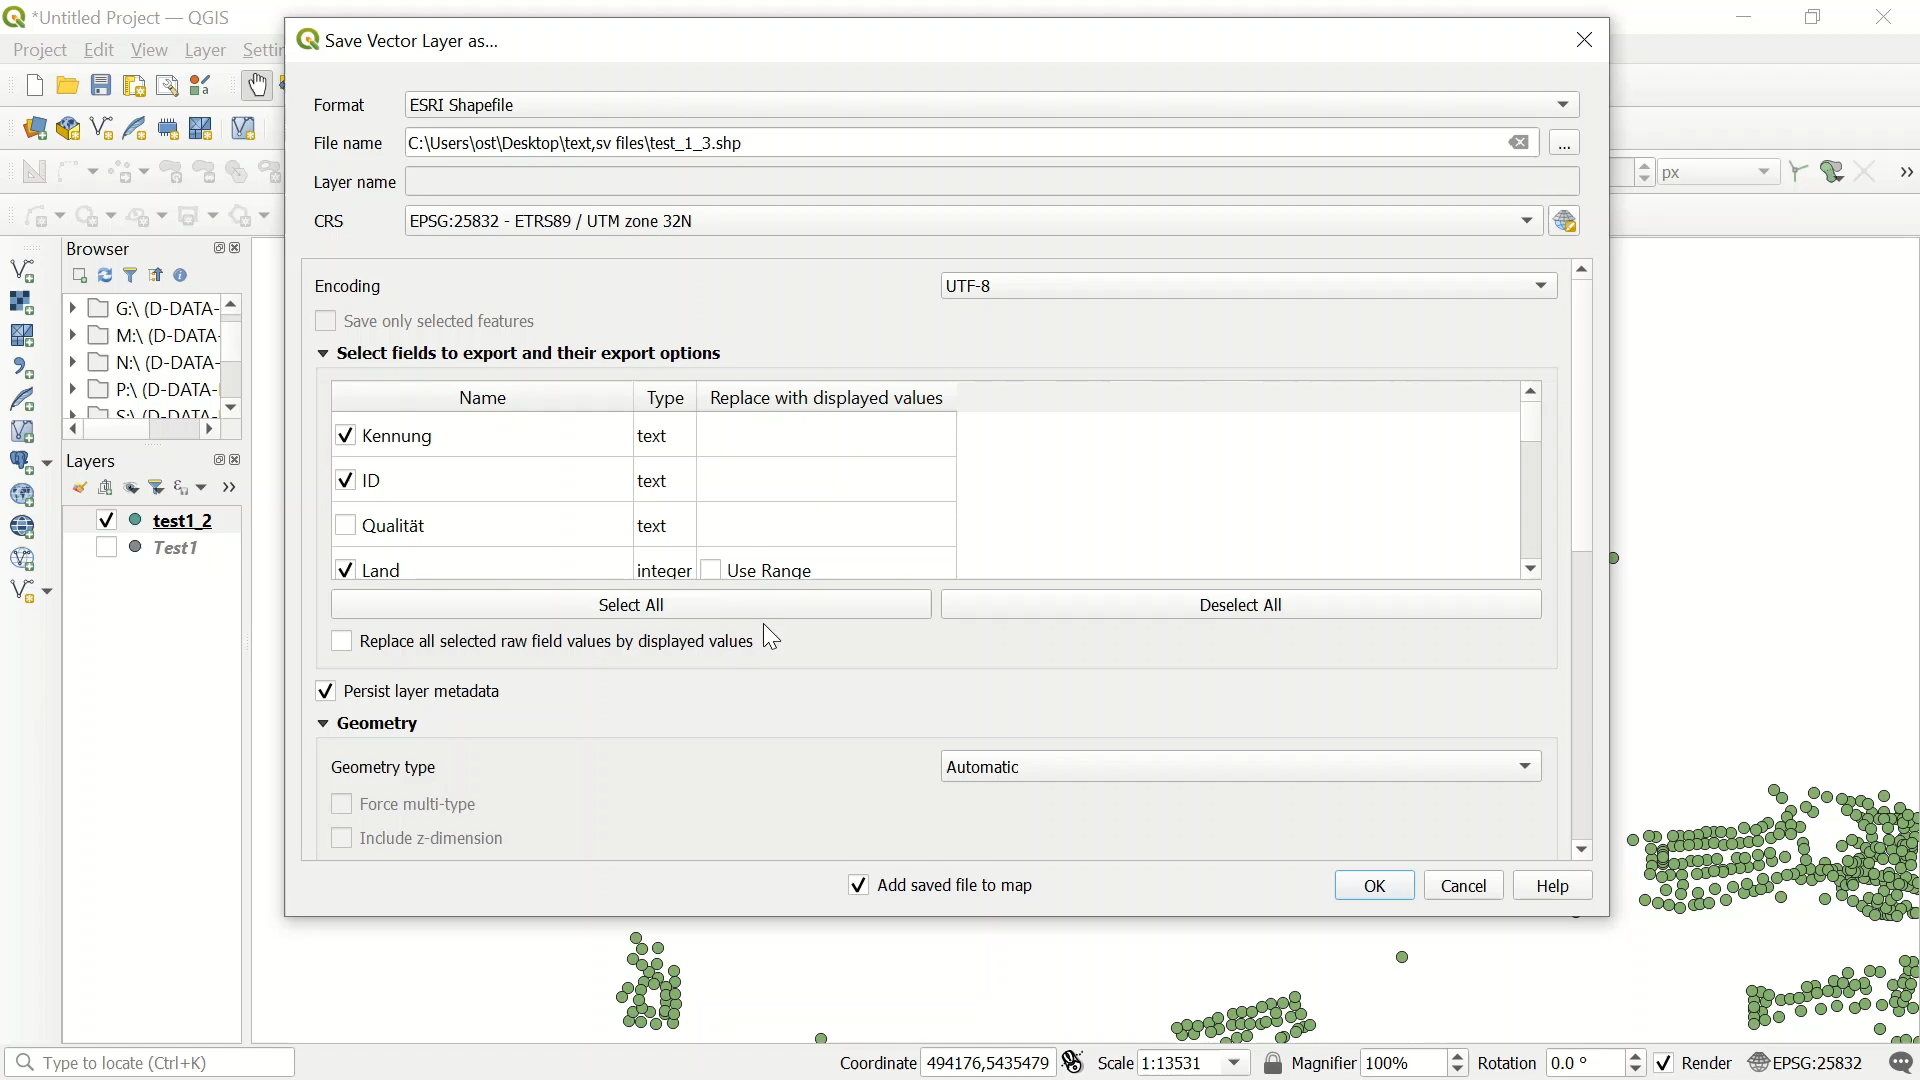 *Untitled Project — QGIS
Project Edit View Layer
Save Vector Layer as...
Format ESRI Shapefile
File name C:\Users\ost\Desktop\text,sv files\test_1_3.shp ...
Layer name
px
CRS EPSG:25832 - ETRS89 / UTM zone 32N
Browser
G:\ (D-DATA-
M:\ (D-DATA-
N:\ (D-DATA-
P:\ (D-DATA-
Layers
test1_2
Test1
Encoding UTF-8
Save only selected features
Select fields to export and their export options
Name Type Replace with displayed values
Kennung text
ID text
Qualität text
Land integer Use Range
Select All Deselect All
Replace all selected raw field values by displayed values
Persist layer metadata
Geometry
Geometry type Automatic
Force multi-type
Include z-dimension
Add saved file to map OK Cancel Help
Type to locate (Ctrl+K) Coordinate 494176,5435479 Scale 1:13531 Magnifier 100% Rotation 0.0 ° Render EPSG:25832